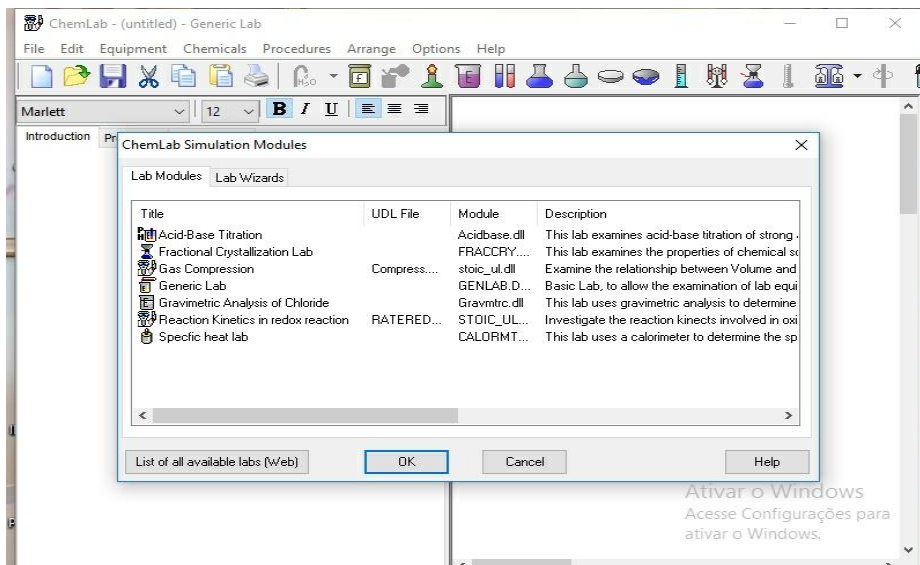 ChemLab - (untitled) - Generic Lab
File Edit Equipment Chemicals Procedures Arrange Options Help
Marlett 12 B I U
Introduction Pr
ChemLab Simulation Modules
Lab Modules Lab Wizards
Title UDL File Module Description
Acid-Base Titration Acidbase.dll This lab examines acid-base titration of strong
Fractional Crystallization Lab FRACCRY.... This lab examines the properties of chemical so
Gas Compression Compress.... stoic_ul.dll Examine the relationship between Volume and
Generic Lab GENLAB.D... Basic Lab, to allow the examination of lab equi
Gravimetric Analysis of Chloride Gravmtrc.dll This lab uses gravimetric analysis to determine
Reaction Kinetics in redox reaction RATERED... STOIC_UL... Investigate the reaction kinects involved in oxi
Specfic heat lab CALORMT... This lab uses a calorimeter to determine the sp
List of all available labs (Web) OK Cancel Help
Ativar o Windows
Acesse Configurações para
ativar o Windows.